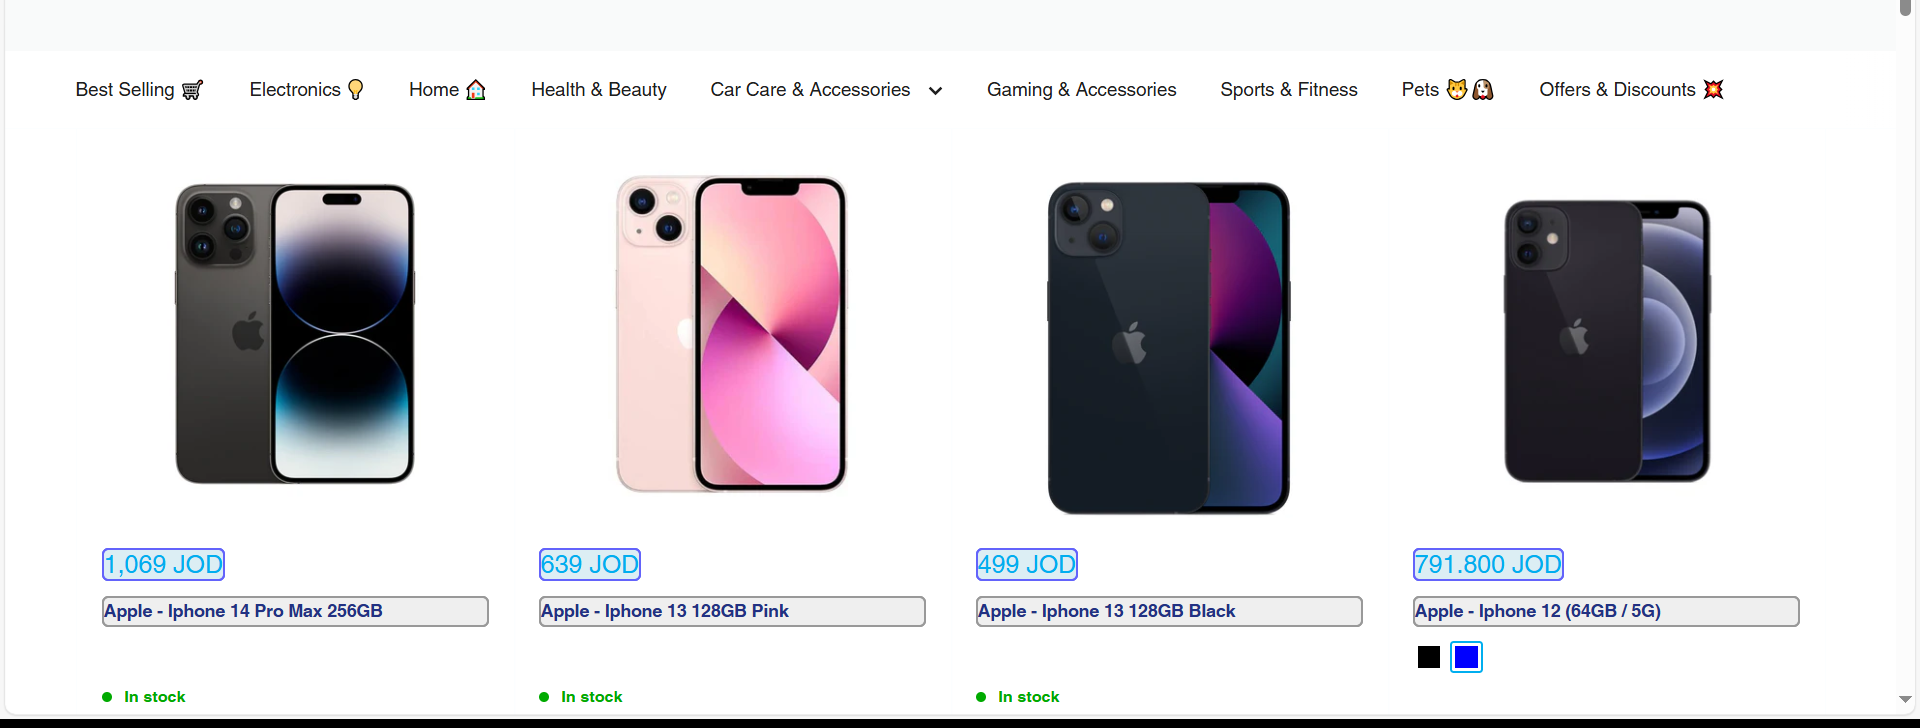 Best Selling 🛒 Electronics 💡 Home 🏠 Health & Beauty Car Care & Accessories Gaming & Accessories Sports & Fitness Pets 🐱🐶 Offers & Discounts 💥
1,069 JOD 639 JOD 499 JOD 791.800 JOD
Apple - Iphone 14 Pro Max 256GB Apple - Iphone 13 128GB Pink Apple - Iphone 13 128GB Black Apple - Iphone 12 (64GB / 5G)
In stock In stock In stock